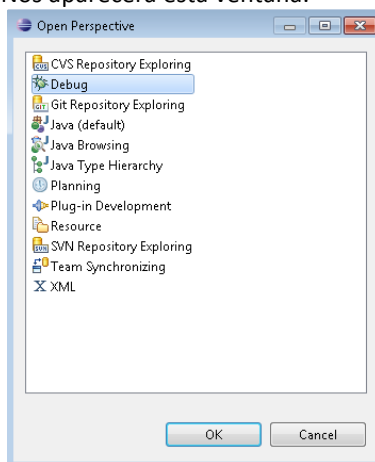 Nos aparecerá esta ventana:
Open Perspective
CVS Repository Exploring
Debug
Git Repository Exploring
Java (default)
Java Browsing
Java Type Hierarchy
Planning
Plug-in Development
Resource
SVN Repository Exploring
Team Synchronizing
XML
OK Cancel